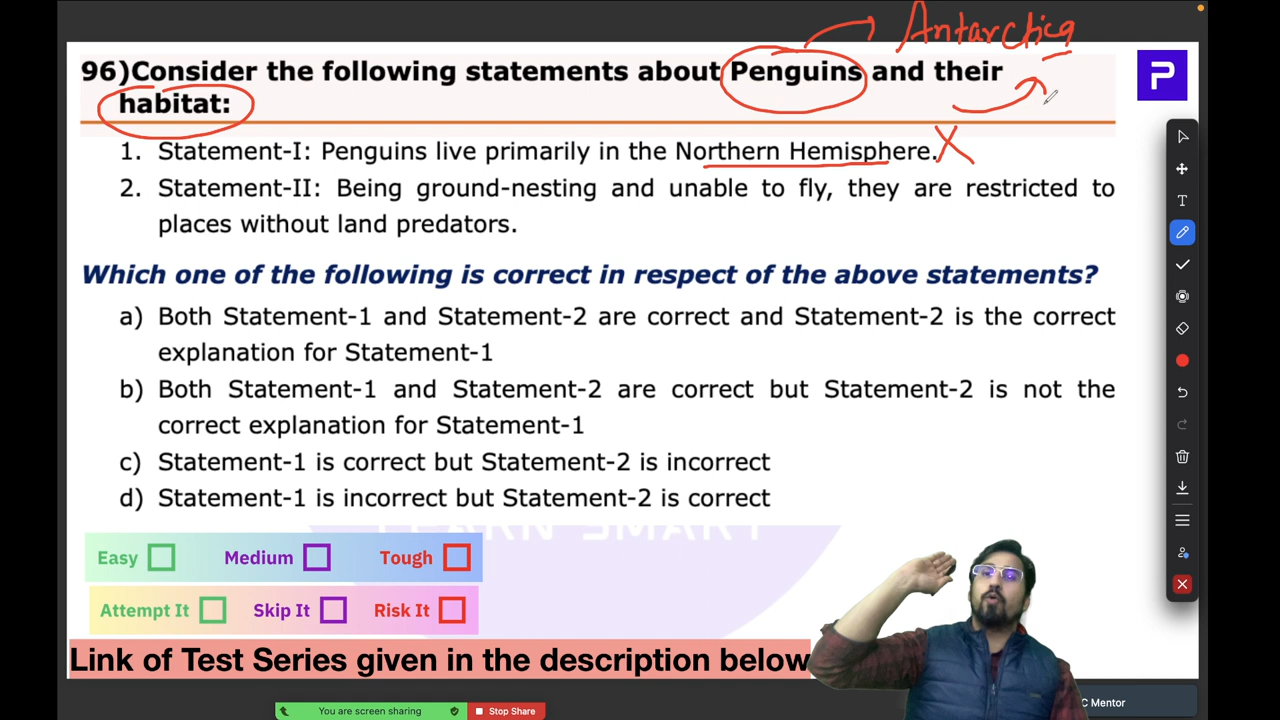 Antarctica
96)Consider the following statements about Penguins and their
habitat:
1. Statement-I: Penguins live primarily in the Northern Hemisphere. X
2. Statement-II: Being ground-nesting and unable to fly, they are restricted to
places without land predators.
Which one of the following is correct in respect of the above statements?
a) Both Statement-1 and Statement-2 are correct and Statement-2 is the correct
explanation for Statement-1
b) Both Statement-1 and Statement-2 are correct but Statement-2 is not the
correct explanation for Statement-1
c) Statement-1 is correct but Statement-2 is incorrect
d) Statement-1 is incorrect but Statement-2 is correct
LEARN SMART
Easy Medium Tough
Attempt It Skip It Risk It
Link of Test Series given in the description below
C Mentor
You are screen sharing Stop Share